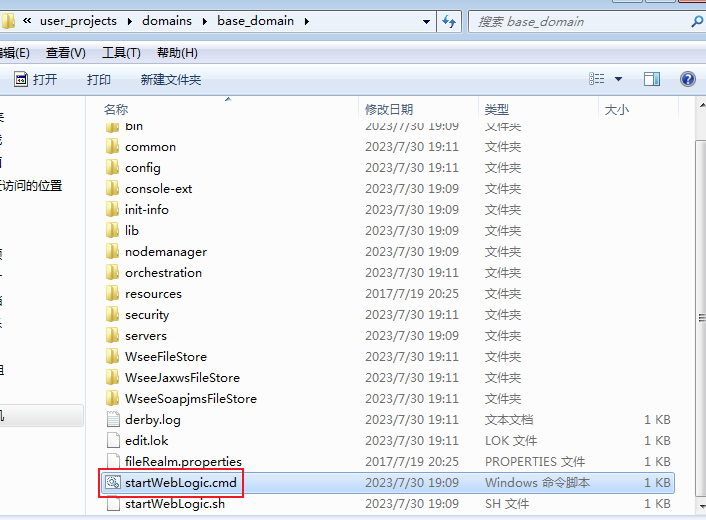 « user_projects ▸ domains ▸ base_domain ▸
搜索 base_domain
编辑(E) 查看(V) 工具(T) 帮助(H)
打开 打印 新建文件夹
名称 修改日期 类型 大小
bin 2023/7/30 19:09 文件夹
common 2023/7/30 19:11 文件夹
config 2023/7/30 19:11 文件夹
console-ext 2023/7/30 19:09 文件夹
init-info 2023/7/30 19:09 文件夹
lib 2023/7/30 19:09 文件夹
nodemanager 2023/7/30 19:09 文件夹
orchestration 2023/7/30 19:11 文件夹
resources 2017/7/19 20:25 文件夹
security 2023/7/30 19:11 文件夹
servers 2023/7/30 19:09 文件夹
WseeFileStore 2023/7/30 19:11 文件夹
WseeJaxwsFileStore 2023/7/30 19:11 文件夹
WseeSoapjmsFileStore 2023/7/30 19:11 文件夹
derby.log 2023/7/30 19:11 文本文档 1 KB
edit.lok 2023/7/30 19:11 LOK 文件 1 KB
fileRealm.properties 2017/7/19 20:25 PROPERTIES 文件 1 KB
startWebLogic.cmd 2023/7/30 19:09 Windows 命令脚本 1 KB
startWebLogic.sh 2023/7/30 19:09 SH 文件 1 KB
访问的位置